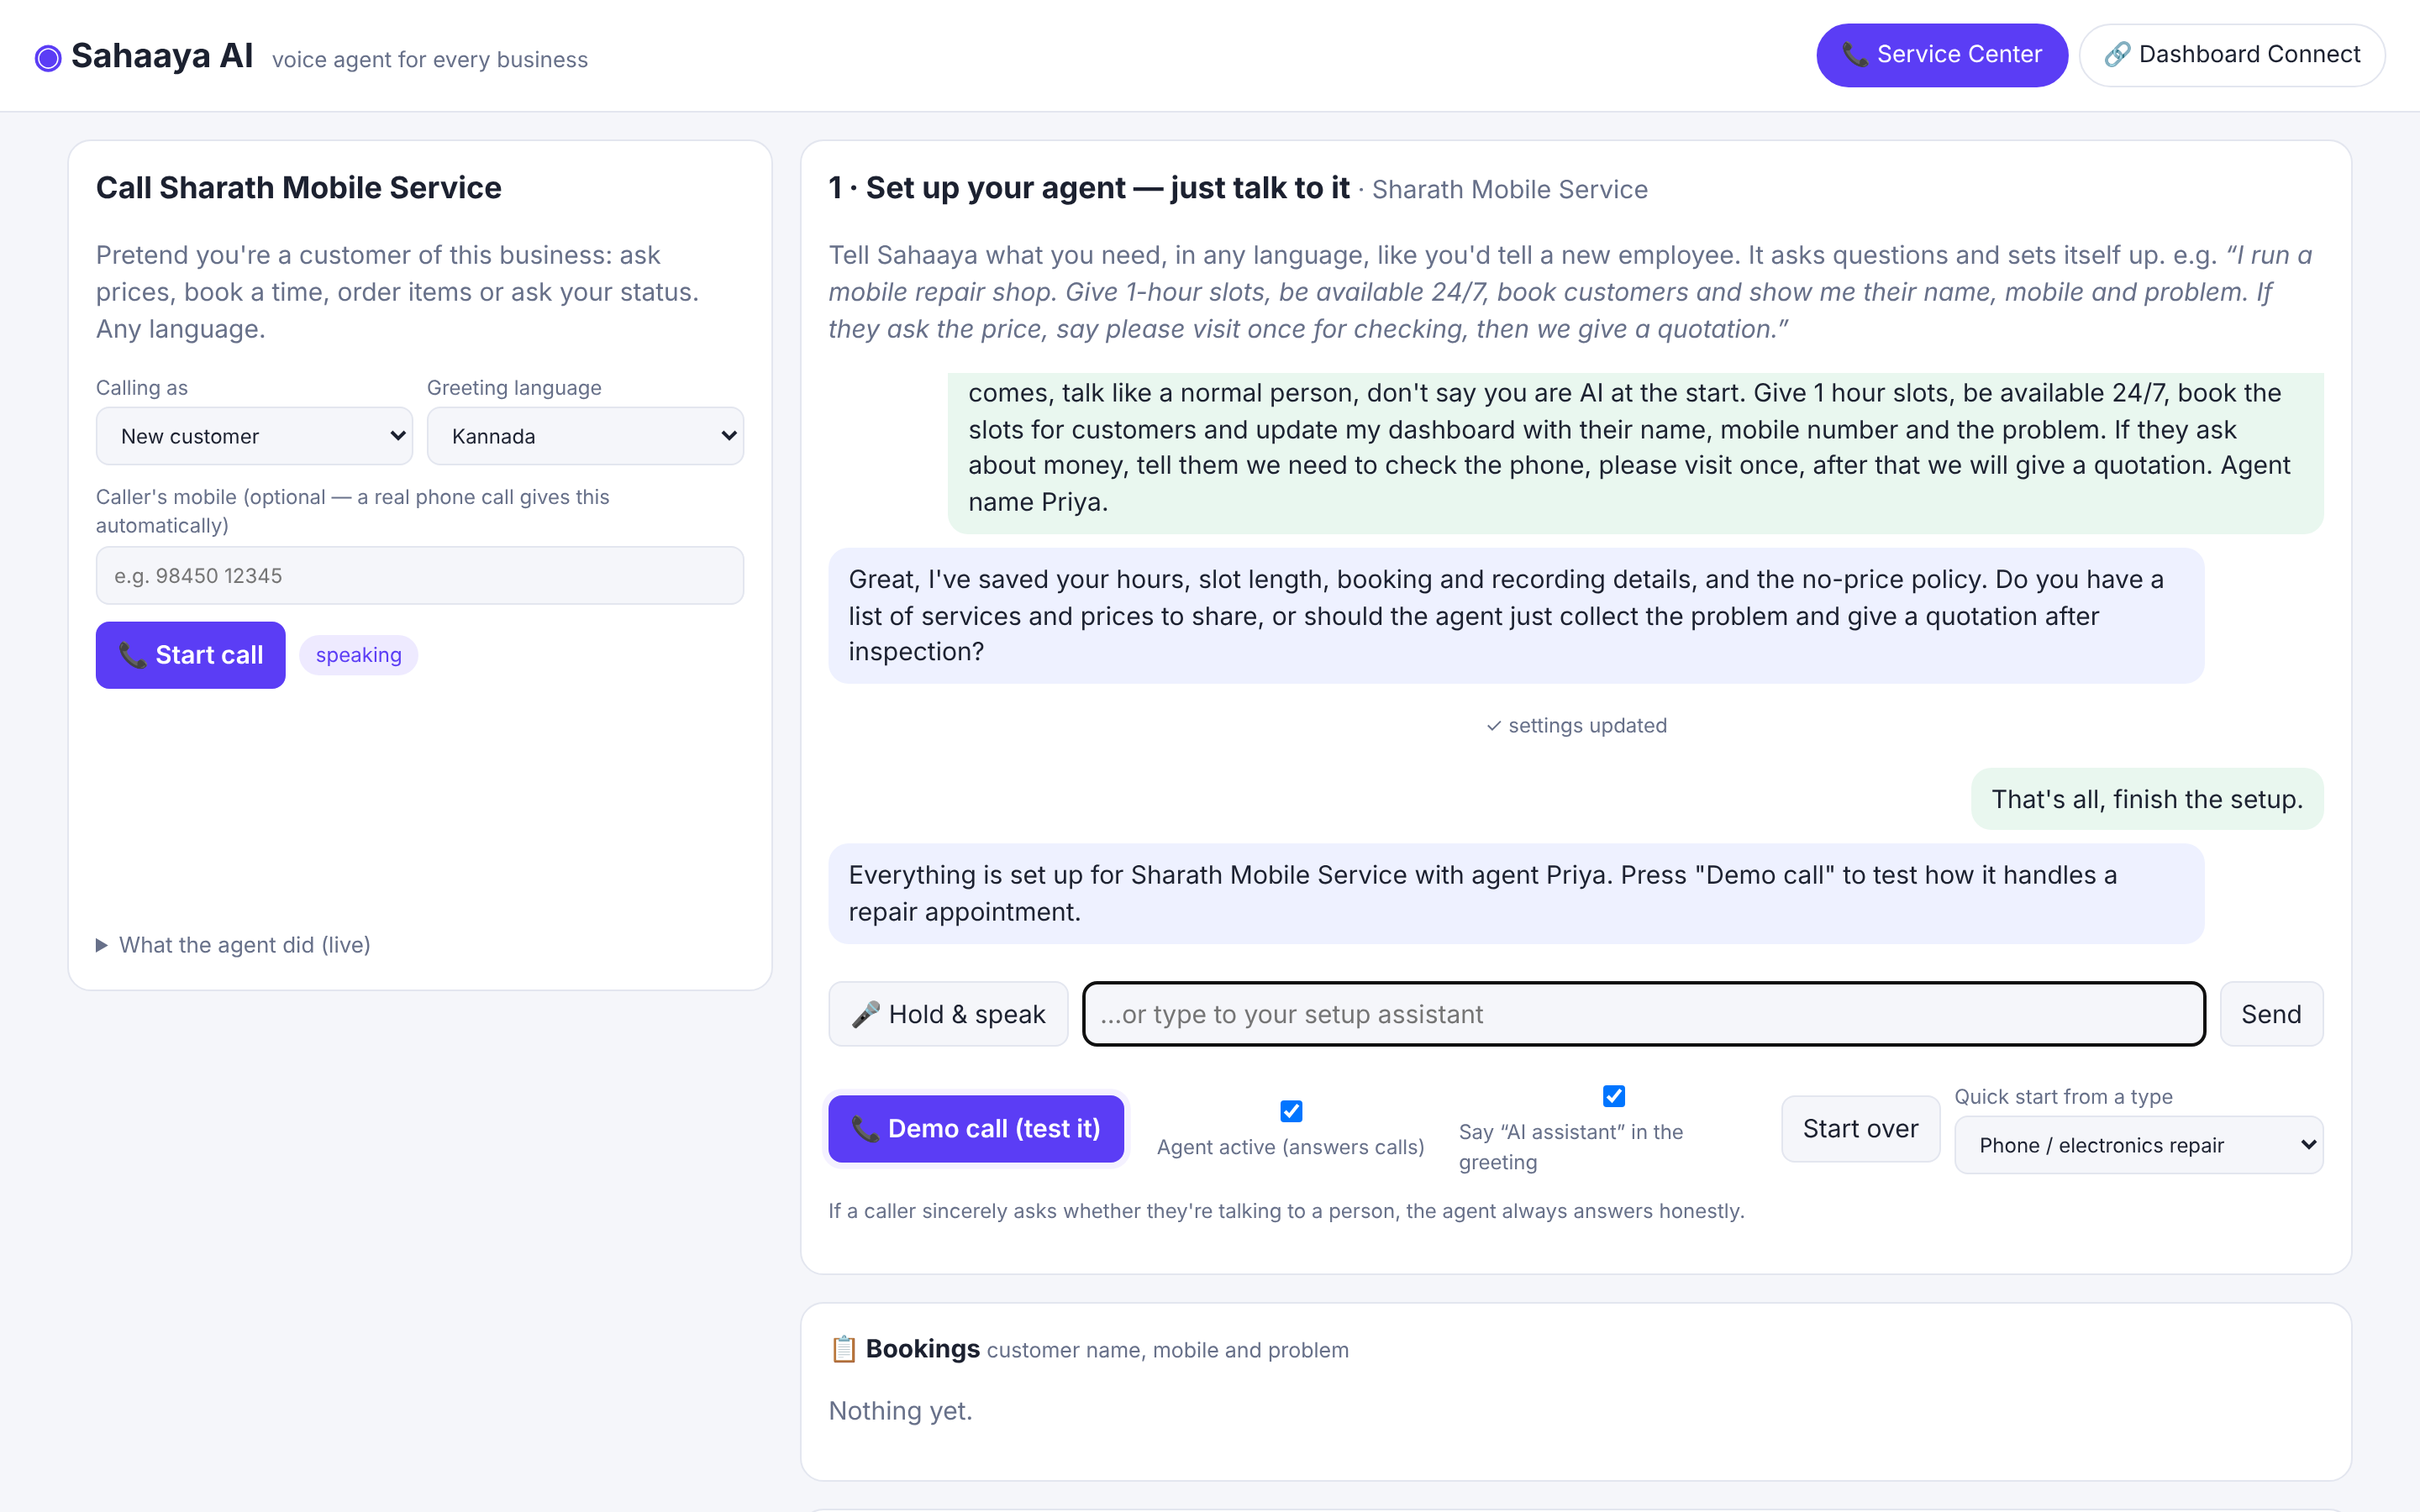 Sahaaya AI voice agent for every business
📞 Service Center
🔗 Dashboard Connect
Call Sharath Mobile Service
Pretend you're a customer of this business: ask
prices, book a time, order items or ask your status.
Any language.
Calling as
Greeting language
New customer
Kannada
Caller's mobile (optional — a real phone call gives this
automatically)
e.g. 98450 12345
📞 Start call
speaking
▶ What the agent did (live)
1 · Set up your agent — just talk to it · Sharath Mobile Service
Tell Sahaaya what you need, in any language, like you'd tell a new employee. It asks questions and sets itself up. e.g. “I run a
mobile repair shop. Give 1-hour slots, be available 24/7, book customers and show me their name, mobile and problem. If
they ask the price, say please visit once for checking, then we give a quotation.”
comes, talk like a normal person, don't say you are AI at the start. Give 1 hour slots, be available 24/7, book the
slots for customers and update my dashboard with their name, mobile number and the problem. If they ask
about money, tell them we need to check the phone, please visit once, after that we will give a quotation. Agent
name Priya.
Great, I've saved your hours, slot length, booking and recording details, and the no-price policy. Do you have a
list of services and prices to share, or should the agent just collect the problem and give a quotation after
inspection?
✓ settings updated
That's all, finish the setup.
Everything is set up for Sharath Mobile Service with agent Priya. Press "Demo call" to test how it handles a
repair appointment.
🎤 Hold & speak
...or type to your setup assistant
Send
📞 Demo call (test it)
Agent active (answers calls)
Say “AI assistant” in the
greeting
Start over
Quick start from a type
Phone / electronics repair
If a caller sincerely asks whether they're talking to a person, the agent always answers honestly.
📋 Bookings customer name, mobile and problem
Nothing yet.